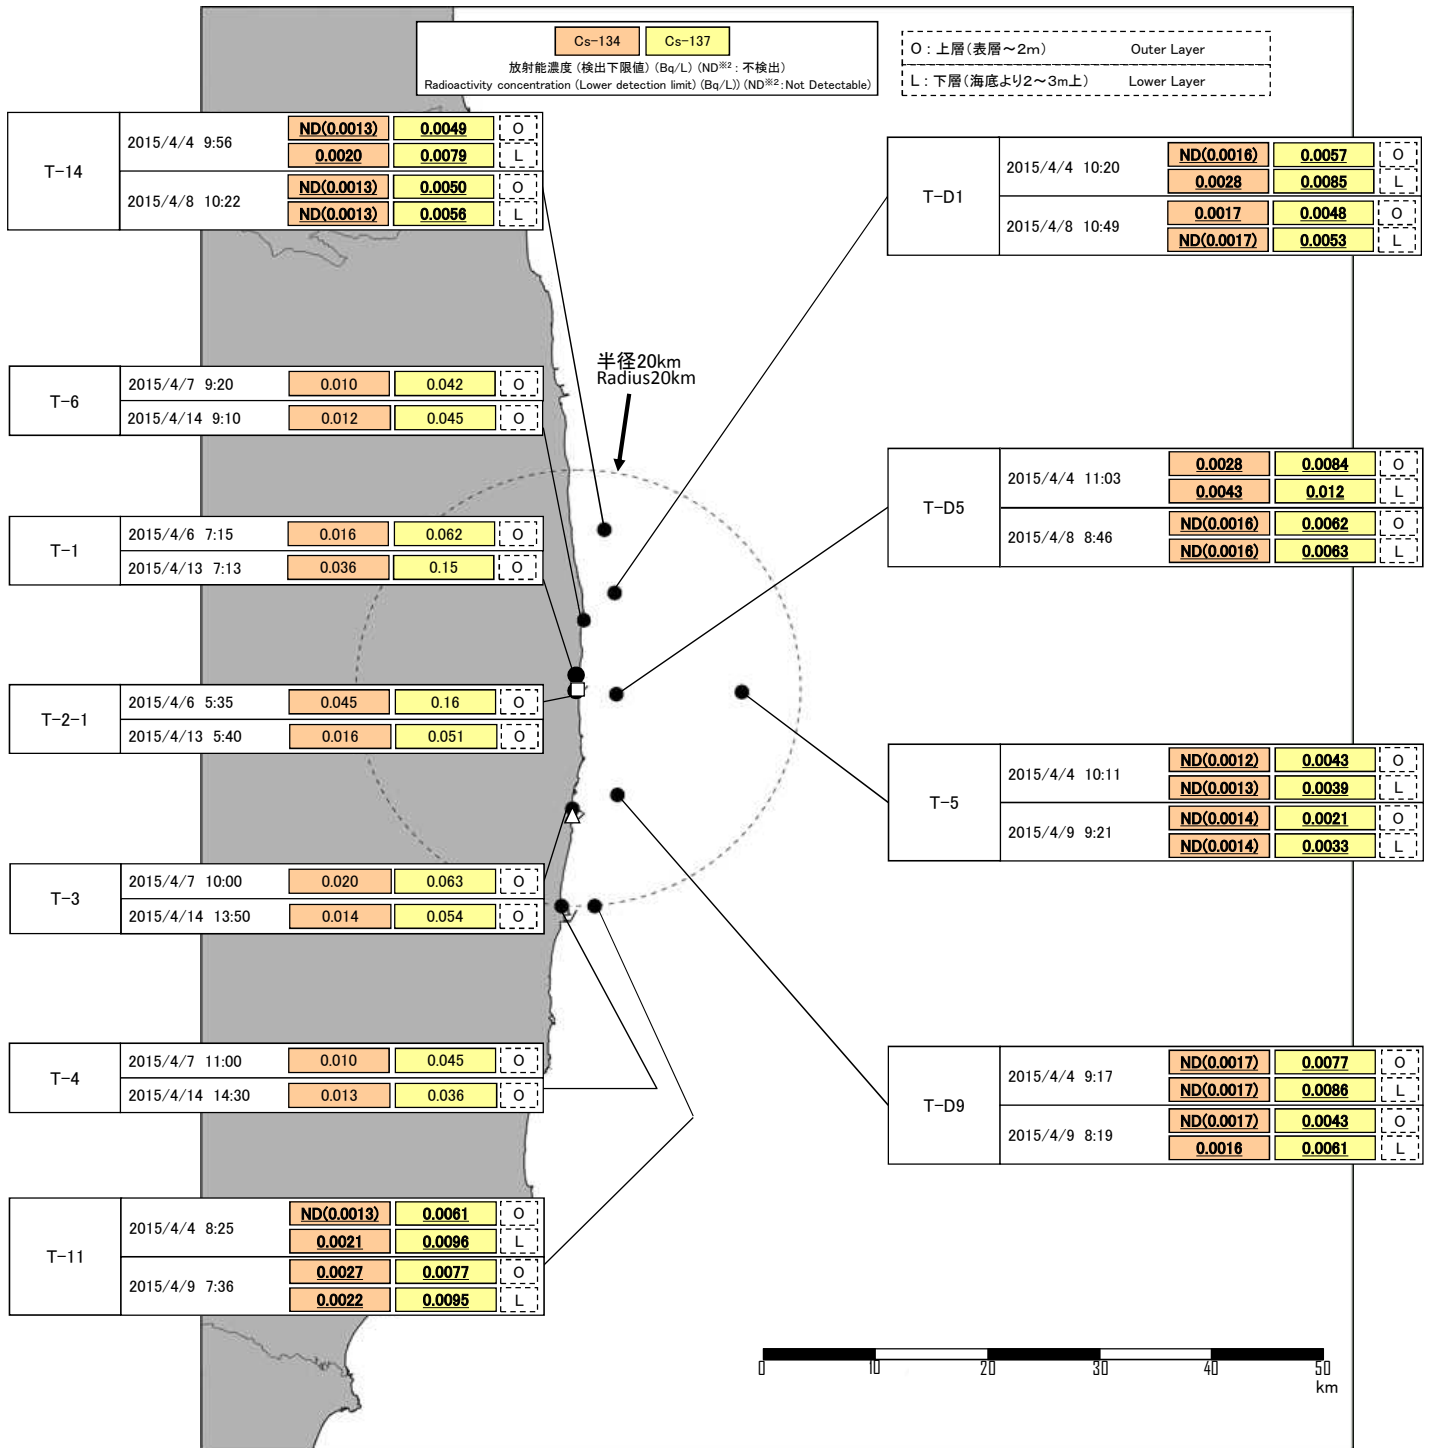 Cs-134 Cs-137
放射能濃度 (検出下限値) (Bq/L) (ND※2 : 不検出)
Radioactivity concentration (Lower detection limit) (Bq/L)) (ND※2:Not Detectable)
O : 上層(表層～2m) Outer Layer
L : 下層(海底より2～3m上) Lower Layer
T-14
2015/4/4 9:56
ND(0.0013) 0.0049 O
0.0020 0.0079 L
2015/4/8 10:22
ND(0.0013) 0.0050 O
ND(0.0013) 0.0056 L
T-D1
2015/4/4 10:20
ND(0.0016) 0.0057 O
0.0028 0.0085 L
2015/4/8 10:49
0.0017 0.0048 O
ND(0.0017) 0.0053 L
半径20km
Radius20km
T-6
2015/4/7 9:20 0.010 0.042 O
2015/4/14 9:10 0.012 0.045 O
T-D5
2015/4/4 11:03
0.0028 0.0084 O
0.0043 0.012 L
2015/4/8 8:46
ND(0.0016) 0.0062 O
ND(0.0016) 0.0063 L
T-1
2015/4/6 7:15 0.016 0.062 O
2015/4/13 7:13 0.036 0.15 O
T-2-1
2015/4/6 5:35 0.045 0.16 O
2015/4/13 5:40 0.016 0.051 O
T-5
2015/4/4 10:11
ND(0.0012) 0.0043 O
ND(0.0013) 0.0039 L
2015/4/9 9:21
ND(0.0014) 0.0021 O
ND(0.0014) 0.0033 L
T-3
2015/4/7 10:00 0.020 0.063 O
2015/4/14 13:50 0.014 0.054 O
T-4
2015/4/7 11:00 0.010 0.045 O
2015/4/14 14:30 0.013 0.036 O
T-D9
2015/4/4 9:17
ND(0.0017) 0.0077 O
ND(0.0017) 0.0086 L
2015/4/9 8:19
ND(0.0017) 0.0043 O
0.0016 0.0061 L
T-11
2015/4/4 8:25
ND(0.0013) 0.0061 O
0.0021 0.0096 L
2015/4/9 7:36
0.0027 0.0077 O
0.0022 0.0095 L
0 10 20 30 40 50
km